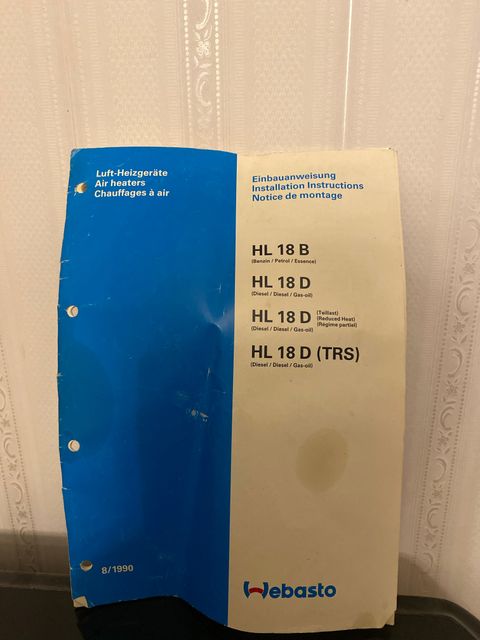 Luft-Heizgeräte
Air heaters
Chauffages à air
Einbauanweisung
Installation Instructions
Notice de montage
HL 18 B
(Benzin / Petrol / Essence)
HL 18 D
(Diesel / Diesel / Gas-oil)
HL 18 D (Teillast)
(Reduced Heat)
(Diesel / Diesel / Gas-oil) (Régime partiel)
HL 18 D (TRS)
(Diesel / Diesel / Gas-oil)
8/1990
Webasto